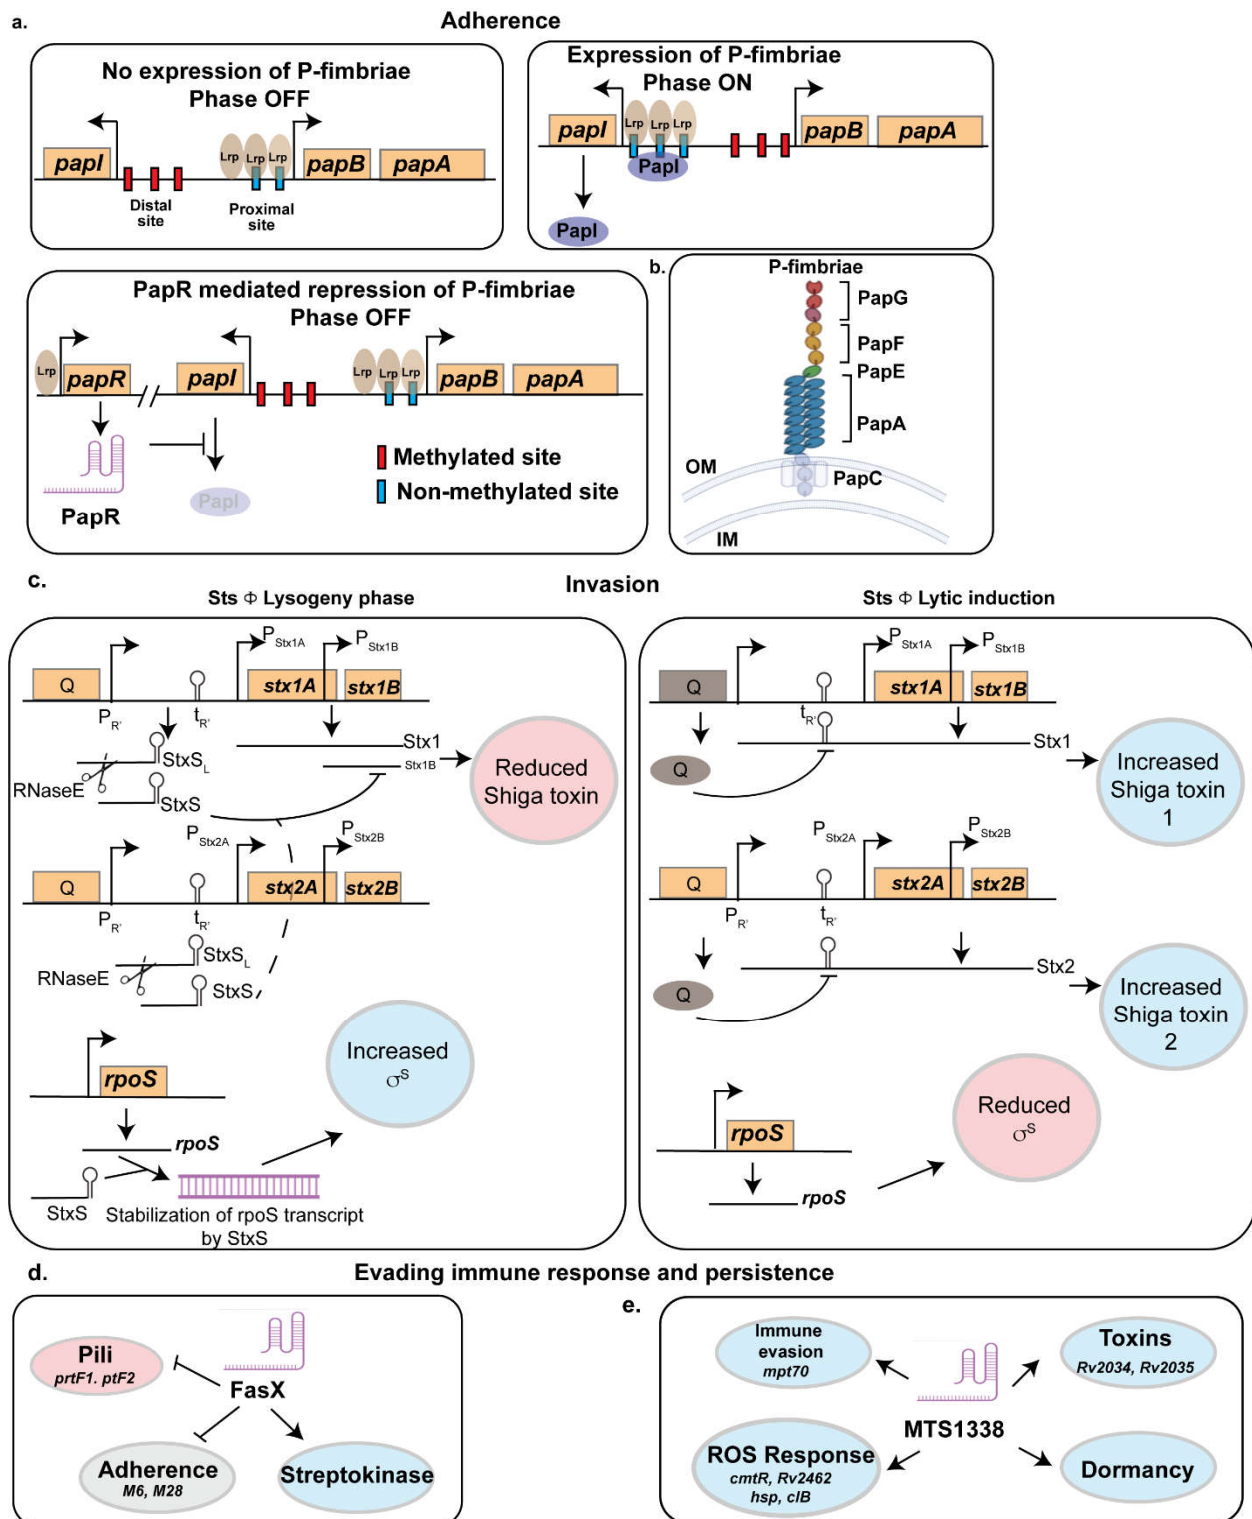 a.
Adherence
No expression of P-fimbriae
Phase OFF
papI
Lrp
Lrp
Lrp
papB
papA
Distal
site
Proximal
site
Expression of P-fimbriae
Phase ON
papI
Lrp
Lrp
Lrp
papB
papA
PapI
PapI
PapR mediated repression of P-fimbriae
Phase OFF
Lrp
papR
//
papI
Lrp
Lrp
Lrp
papB
papA
PapI
PapR
Methylated site
Non-methylated site
b.
P-fimbriae
PapG
PapF
PapE
PapA
OM
PapC
IM
c.
Invasion
Sts Φ Lysogeny phase
PStx1A
PStx1B
Q
stx1A
stx1B
PR'
tR'
StxSL
RNaseE
StxS
Stx1
Stx1B
Reduced
Shiga toxin
PStx2A
PStx2B
Q
stx2A
stx2B
PR'
tR'
StxSL
RNaseE
StxS
Increased
σS
rpoS
rpoS
StxS
Stabilization of rpoS transcript
by StxS
Sts Φ Lytic induction
PStx1A
PStx1B
Q
stx1A
stx1B
tR'
Stx1
Q
Increased
Shiga toxin
1
PStx2A
PStx2B
Q
stx2A
stx2B
PR'
tR'
Stx2
Q
Increased
Shiga toxin
2
Reduced
σS
rpoS
rpoS
d.
Evading immune response and persistence
Pili
prtF1. ptF2
FasX
Adherence
M6, M28
Streptokinase
e.
Immune
evasion
mpt70
Toxins
Rv2034, Rv2035
MTS1338
ROS Response
cmtR, Rv2462
hsp, clB
Dormancy